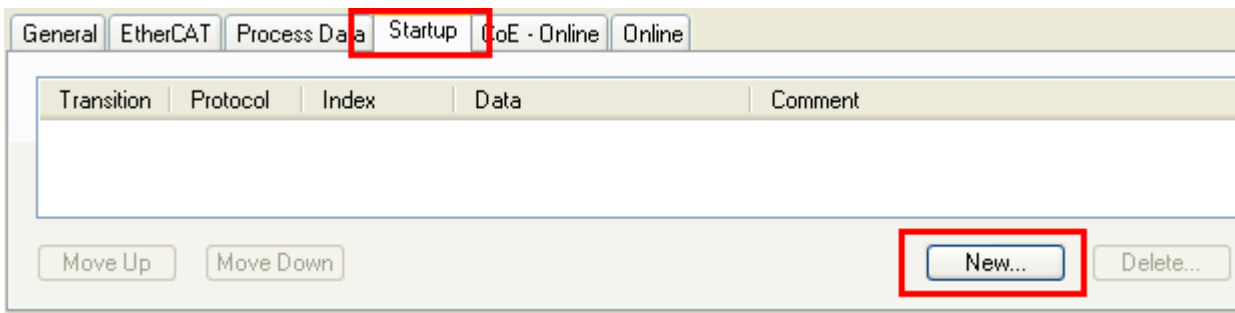 General EtherCAT Process Data Startup CoE - Online Online
Transition Protocol Index Data Comment
Move Up Move Down New... Delete...